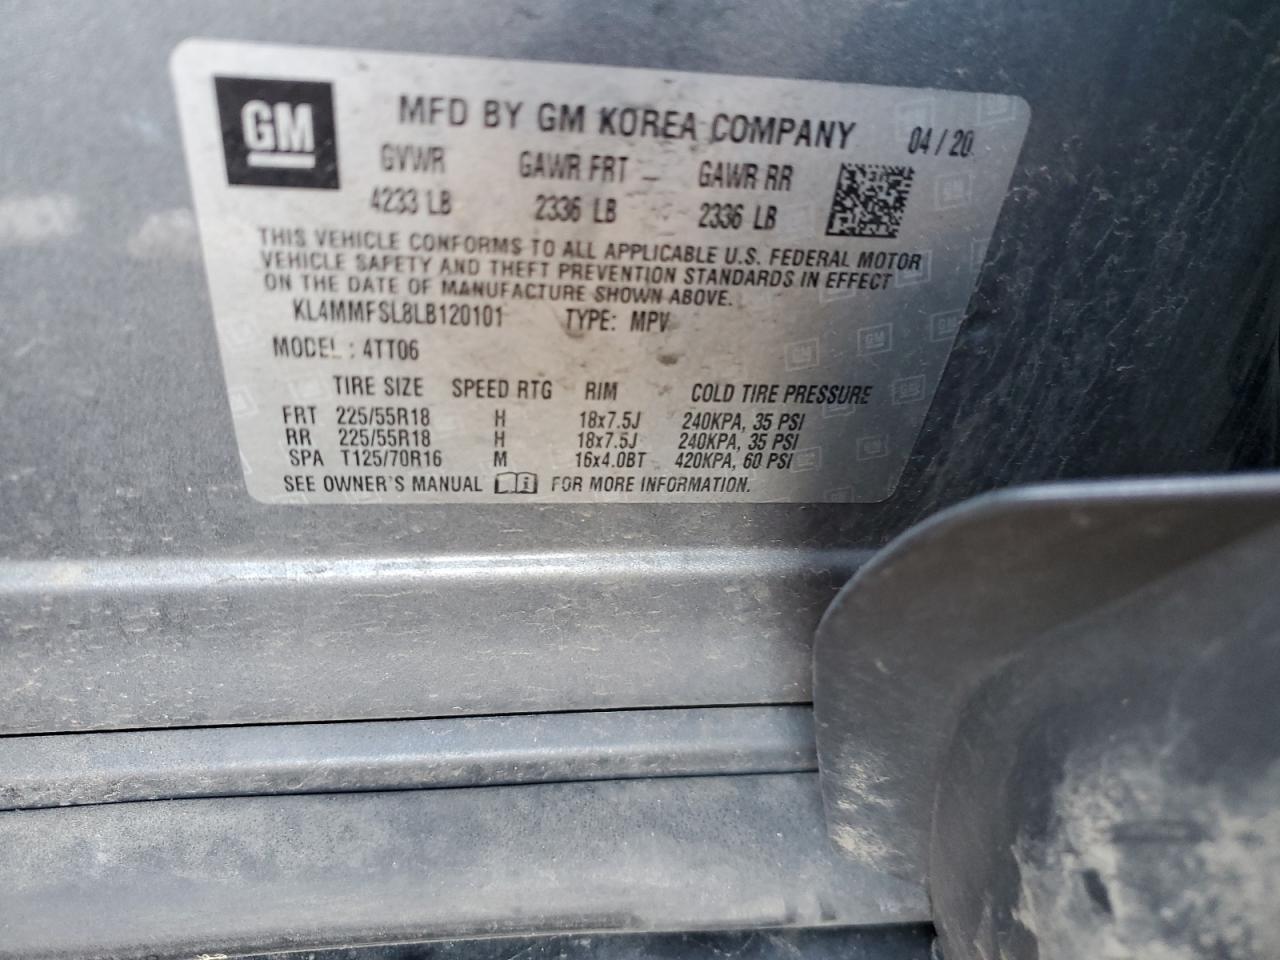 GM
MFD BY GM KOREA COMPANY 04/20
GVWR GAWR FRT GAWR RR
4233 LB 2336 LB 2336 LB
THIS VEHICLE CONFORMS TO ALL APPLICABLE U.S. FEDERAL MOTOR
VEHICLE SAFETY AND THEFT PREVENTION STANDARDS IN EFFECT
ON THE DATE OF MANUFACTURE SHOWN ABOVE.
KL4MMFSL8LB120101 TYPE: MPV
MODEL : 4TT06
TIRE SIZE SPEED RTG RIM COLD TIRE PRESSURE
FRT 225/55R18 H 18x7.5J 240KPA, 35 PSI
RR 225/55R18 H 18x7.5J 240KPA, 35 PSI
SPA T125/70R16 M 16x4.0BT 420KPA, 60 PSI
SEE OWNER'S MANUAL FOR MORE INFORMATION.